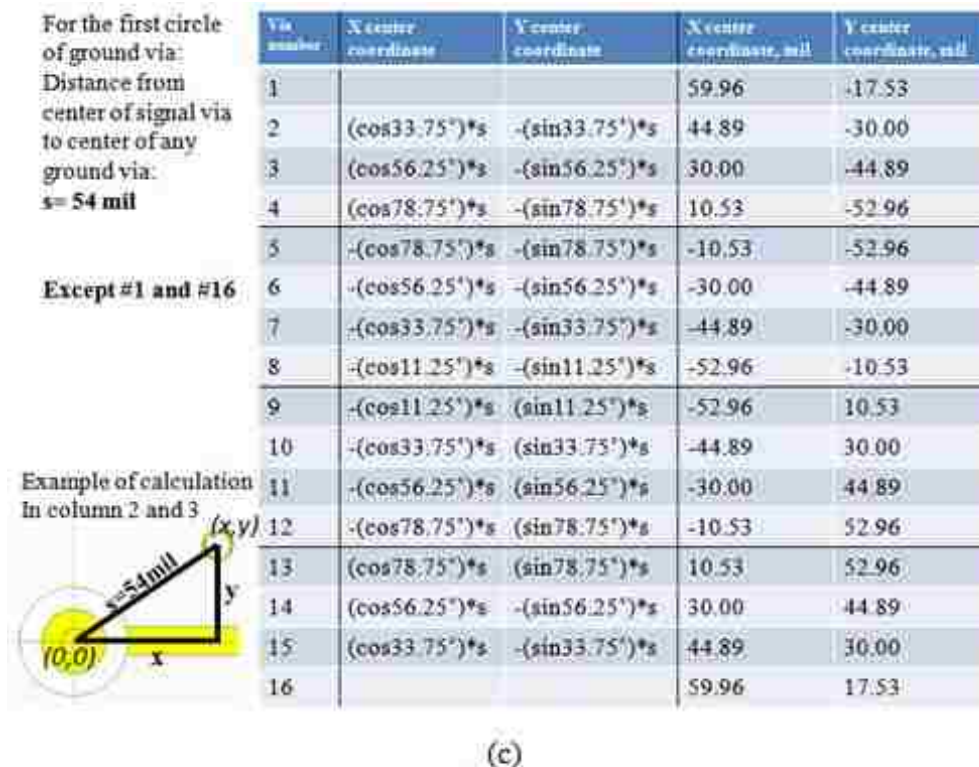 For the first circle
of ground via:
Distance from
center of signal via
to center of any
ground via:
s= 54 mil
Except #1 and #16
Example of calculation
In column 2 and 3
(x,y)
s=54mil
y
(0,0)
x
Via number X center coordinate Y center coordinate X center coordinate, mil Y center coordinate, mil
1 59.96 -17.53
2 (cos33.75°)*s -(sin33.75°)*s 44.89 -30.00
3 (cos56.25°)*s -(sin56.25°)*s 30.00 -44.89
4 (cos78.75°)*s -(sin78.75°)*s 10.53 -52.96
5 -(cos78.75°)*s -(sin78.75°)*s -10.53 -52.96
6 -(cos56.25°)*s -(sin56.25°)*s -30.00 -44.89
7 -(cos33.75°)*s -(sin33.75°)*s -44.89 -30.00
8 -(cos11.25°)*s -(sin11.25°)*s -52.96 -10.53
9 -(cos11.25°)*s (sin11.25°)*s -52.96 10.53
10 -(cos33.75°)*s (sin33.75°)*s -44.89 30.00
11 -(cos56.25°)*s (sin56.25°)*s -30.00 44.89
12 -(cos78.75°)*s (sin78.75°)*s -10.53 52.96
13 (cos78.75°)*s (sin78.75°)*s 10.53 52.96
14 (cos56.25°)*s -(sin56.25°)*s 30.00 44.89
15 (cos33.75°)*s -(sin33.75°)*s 44.89 30.00
16 59.96 17.53
(c)